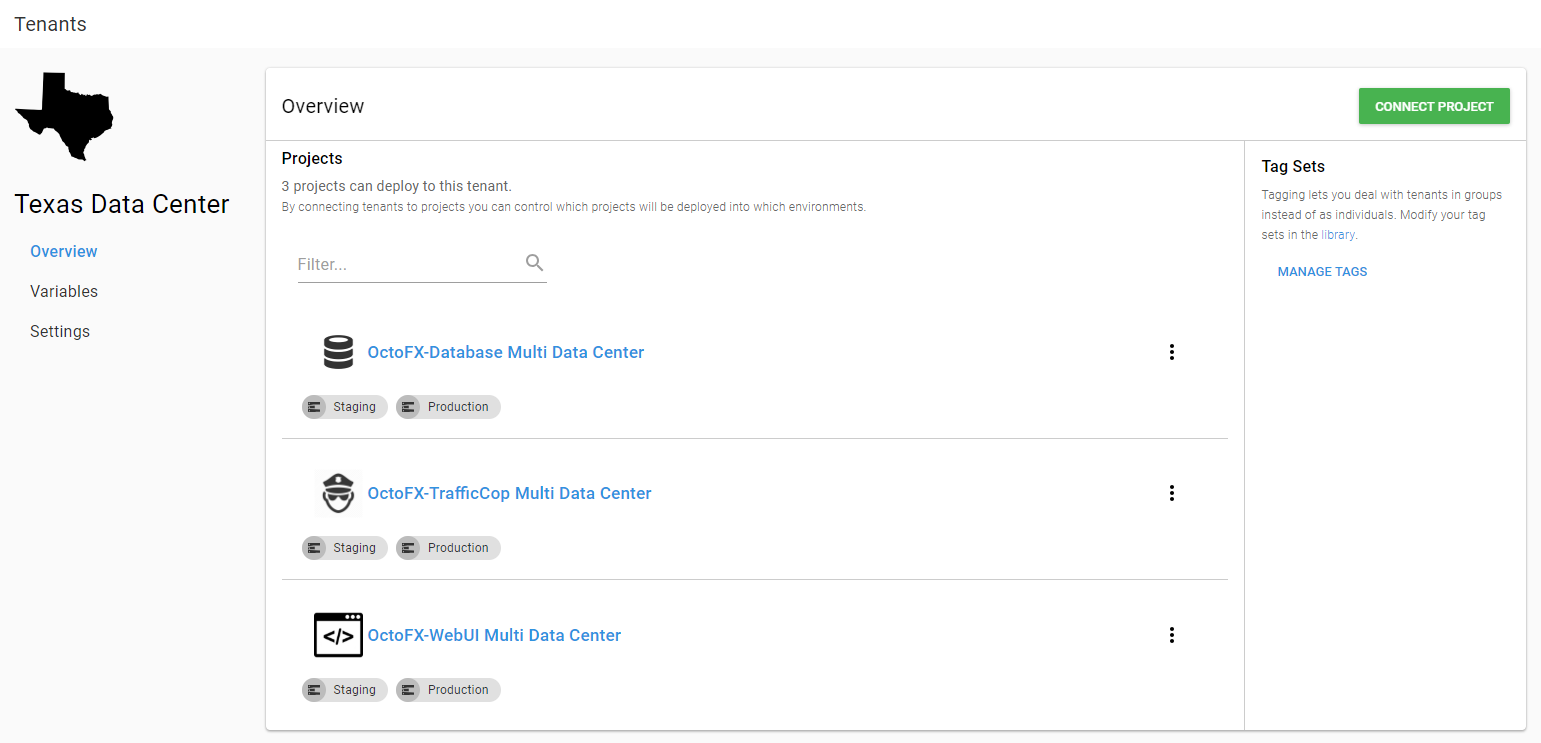 Tenants
Texas Data Center
Overview
Variables
Settings
Overview
CONNECT PROJECT
Projects
3 projects can deploy to this tenant.
By connecting tenants to projects you can control which projects will be deployed into which environments.
Filter...
OctoFX-Database Multi Data Center
Staging
Production
OctoFX-TrafficCop Multi Data Center
Staging
Production
</>
OctoFX-WebUI Multi Data Center
Staging
Production
Tag Sets
Tagging lets you deal with tenants in groups
instead of as individuals. Modify your tag
sets in the library.
MANAGE TAGS